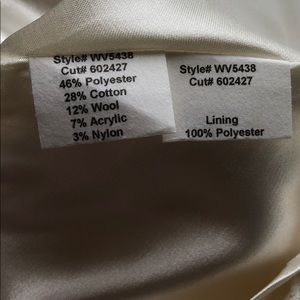 Style# WV5438
Cut# 602427
46% Polyester
28% Cotton
12% Wool
7% Acrylic
3% Nylon
Style# WV5438
Cut# 602427
Lining
100% Polyester